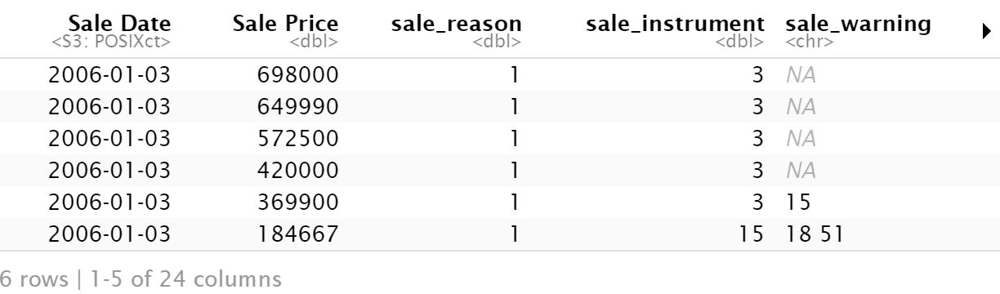 Sale Date Sale Price sale_reason sale_instrument sale_warning
<S3: POSIXct> <dbl> <dbl> <dbl> <chr>
2006-01-03 698000 1 3 NA
2006-01-03 649990 1 3 NA
2006-01-03 572500 1 3 NA
2006-01-03 420000 1 3 NA
2006-01-03 369900 1 3 15
2006-01-03 184667 1 15 18 51
6 rows | 1-5 of 24 columns